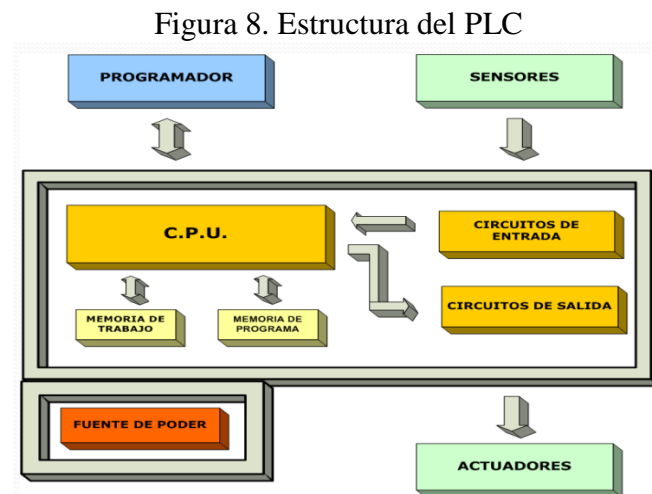 Figura 8. Estructura del PLC
PROGRAMADOR
SENSORES
C.P.U.
CIRCUITOS DE
ENTRADA
MEMORIA DE
TRABAJO
MEMORIA DE
PROGRAMA
CIRCUITOS DE SALIDA
FUENTE DE PODER
ACTUADORES